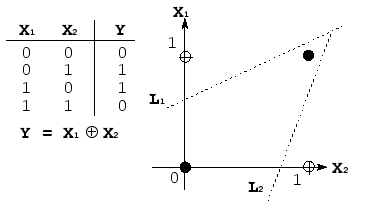 X₁ X₂ Y
0 0 0
0 1 1
1 0 1
1 1 0
Y = X₁ ⊕ X₂
X₁
1
L₁
0
L₂
1
X₂